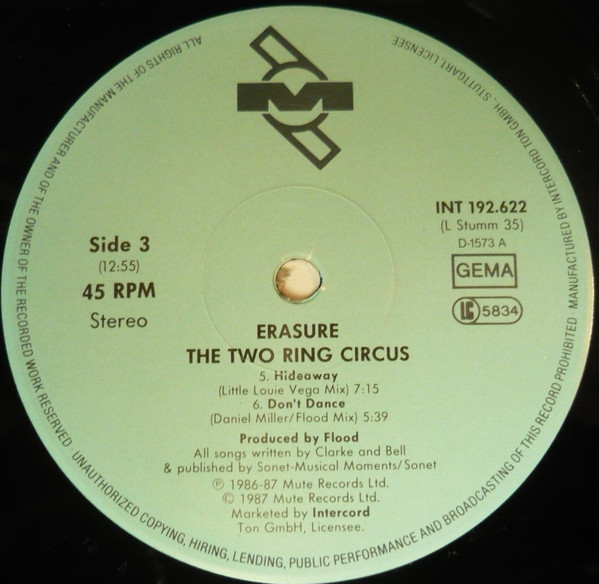 M
Side 3
(12:55)
45 RPM
Stereo
INT 192.622
(L Stumm 35)
D-1573 A
GEMA
LC 5834
ERASURE
THE TWO RING CIRCUS
5. Hideaway
(Little Louie Vega Mix) 7:15
6. Don't Dance
(Daniel Miller/Flood Mix) 5:39
Produced by Flood
All songs written by Clarke and Bell
& published by Sonet-Musical Moments/Sonet
℗ 1986-87 Mute Records Ltd.
© 1987 Mute Records Ltd.
Marketed by Intercord
Ton GmbH, Licensee.
ALL RIGHTS OF THE MANUFACTURER AND OF THE OWNER OF THE RECORDED WORK RESERVED. UNAUTHORIZED COPYING, HIRING, LENDING, PUBLIC PERFORMANCE AND BROADCASTING OF THIS RECORD PROHIBITED. MANUFACTURED BY INTERCORD TON GMBH, STUTTGART, LICENSEE